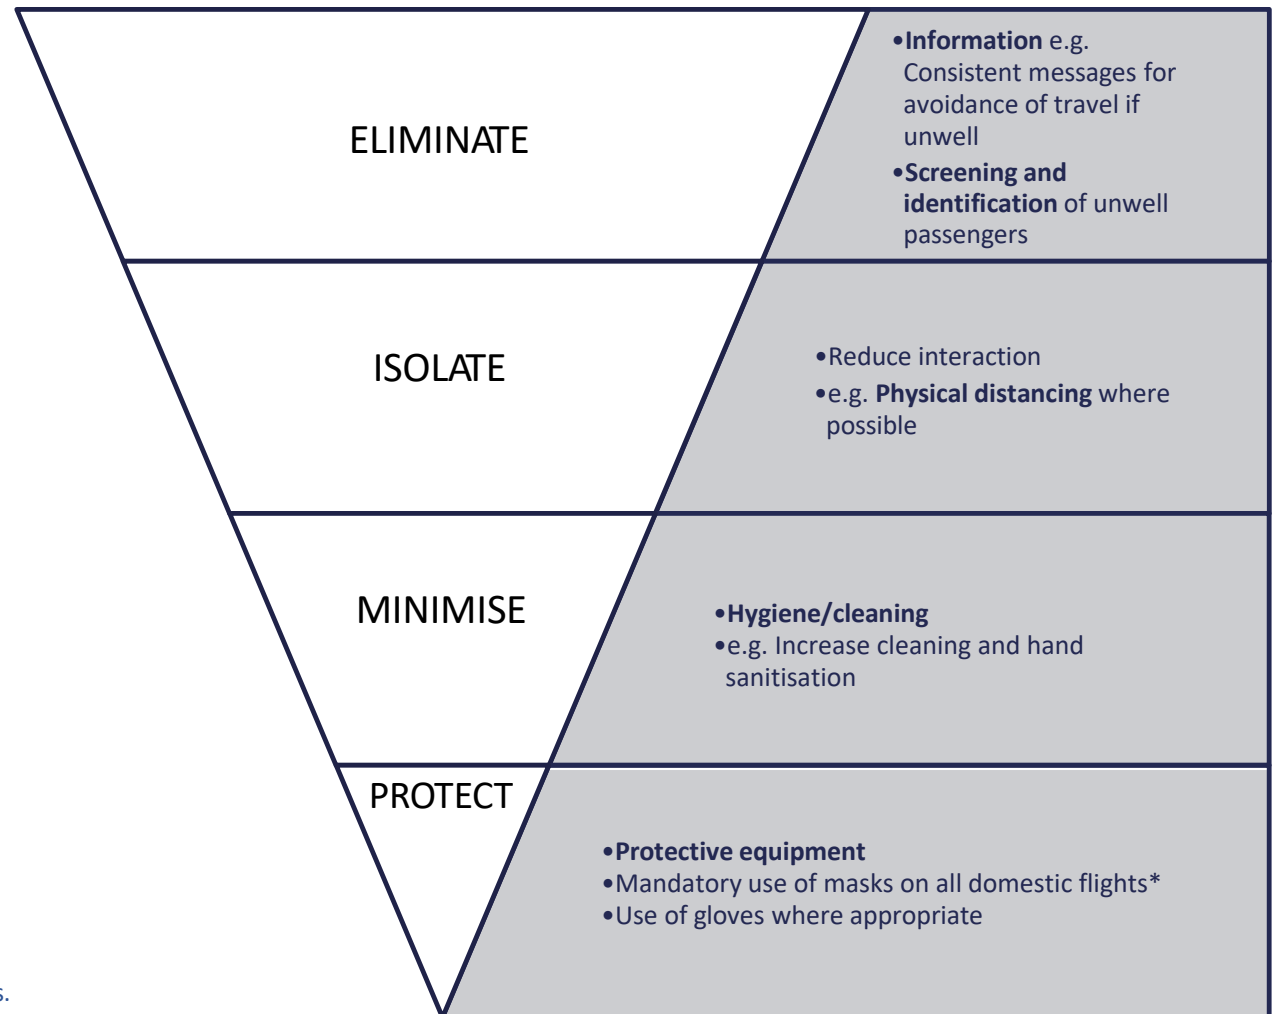 ELIMINATE
•Information e.g.
Consistent messages for
avoidance of travel if
unwell
•Screening and
identification of unwell
passengers
ISOLATE
•Reduce interaction
•e.g. Physical distancing where
possible
MINIMISE
•Hygiene/cleaning
•e.g. Increase cleaning and hand
sanitisation
PROTECT
•Protective equipment
•Mandatory use of masks on all domestic flights*
•Use of gloves where appropriate
s.